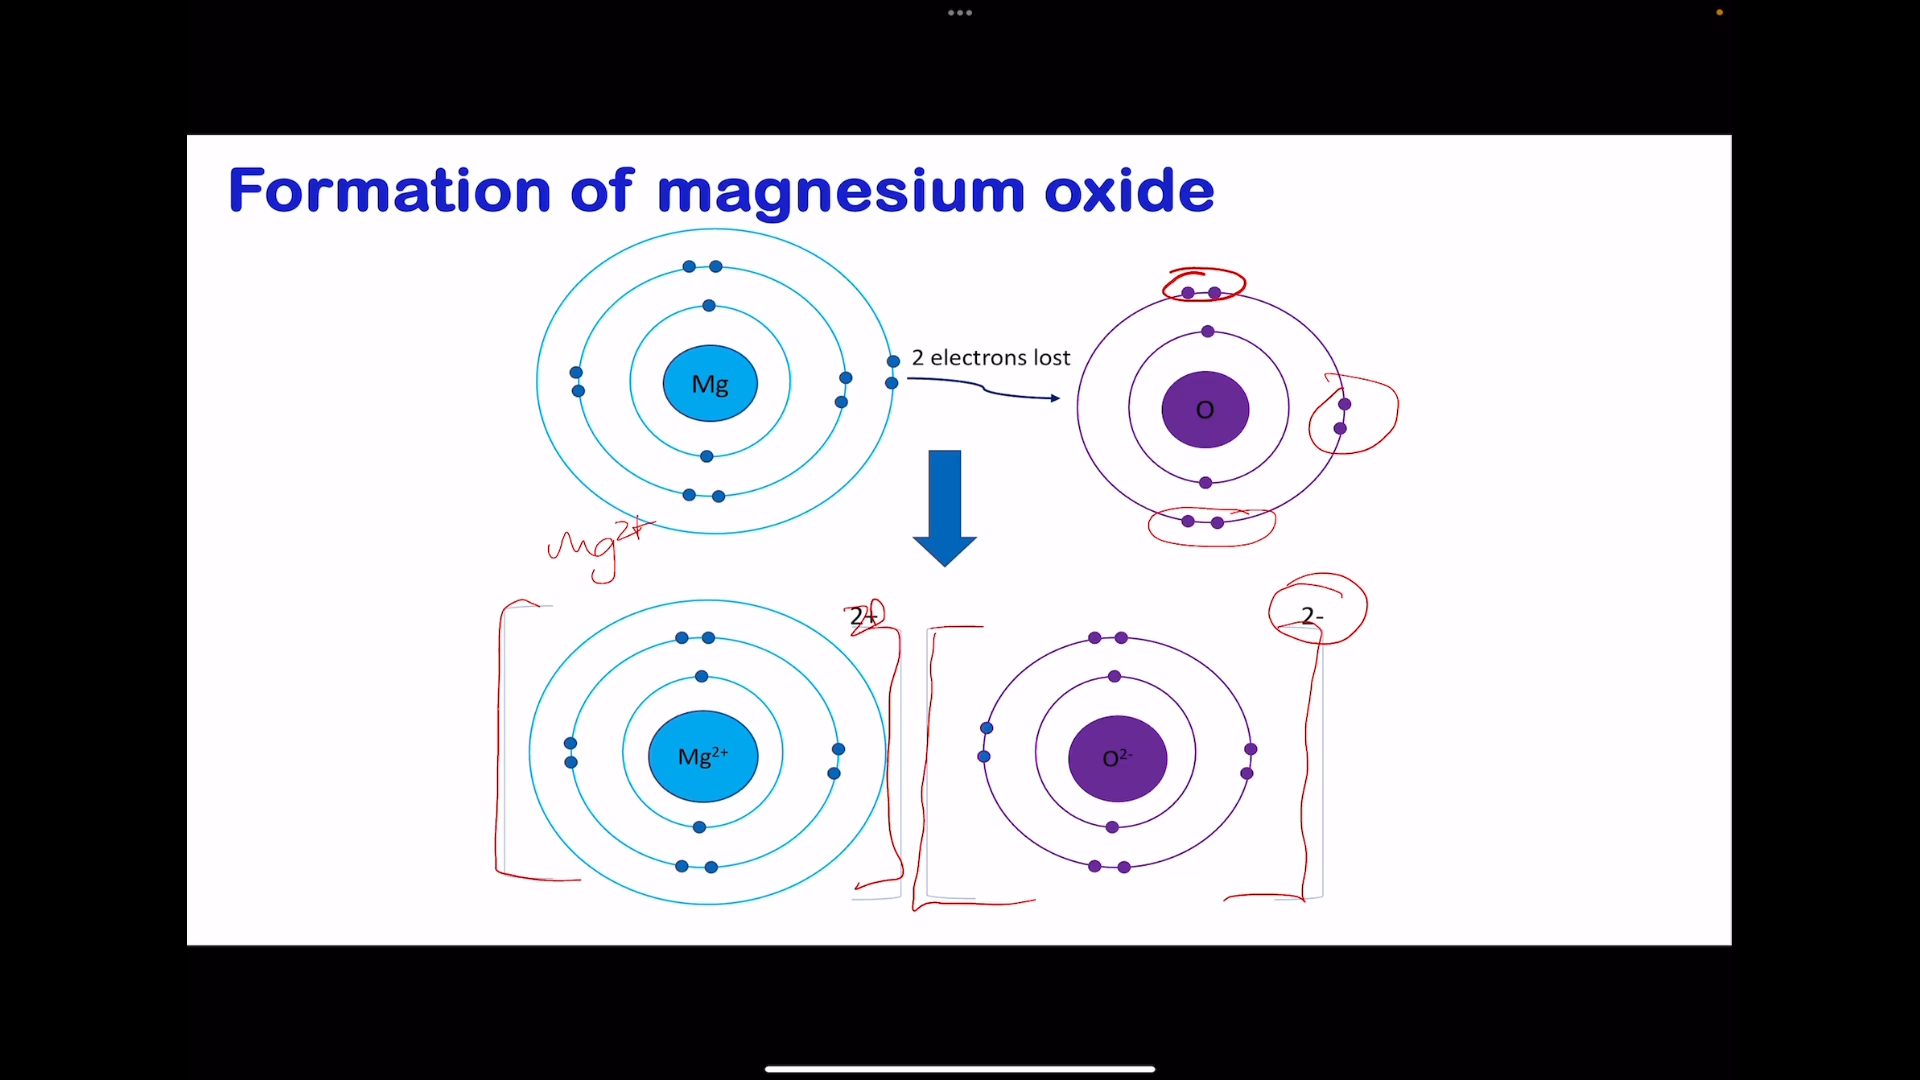 Formation of magnesium oxide
2 electrons lost
Mg
O
Mg²⁺
2+
2-
Mg²⁺
O²⁻